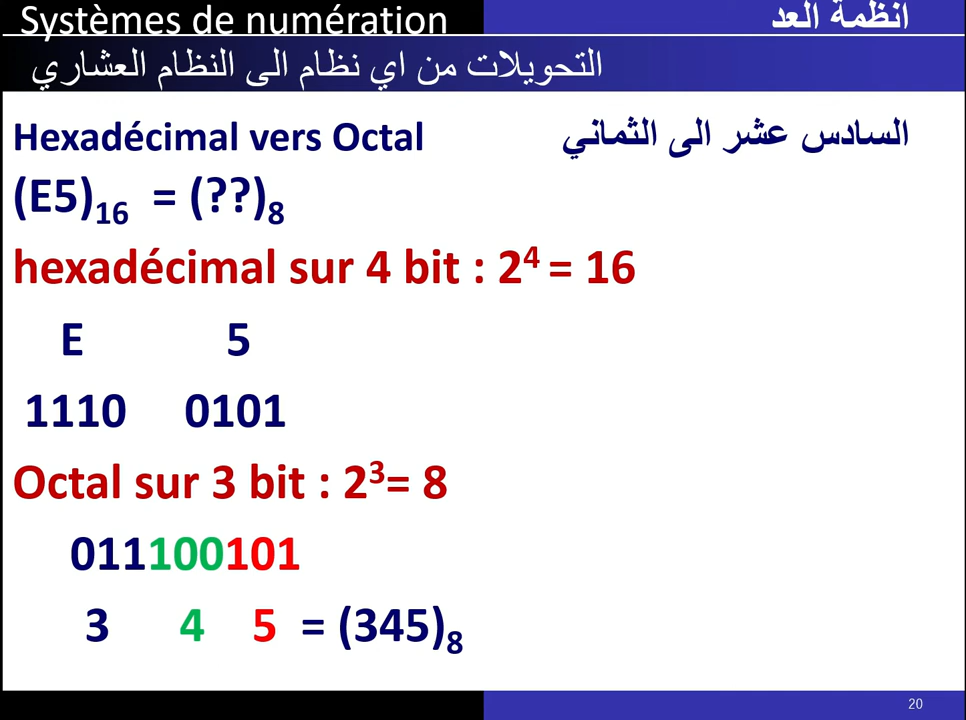 Systèmes de numération
انظمة العد
التحويلات من اي نظام الى النظام العشاري
Hexadécimal vers Octal
السادس عشر الى الثماني
(E5)₁₆ = (??)₈
hexadécimal sur 4 bit : 2⁴ = 16
E 5
1110 0101
Octal sur 3 bit : 2³= 8
011100101
3 4 5 = (345)₈
20